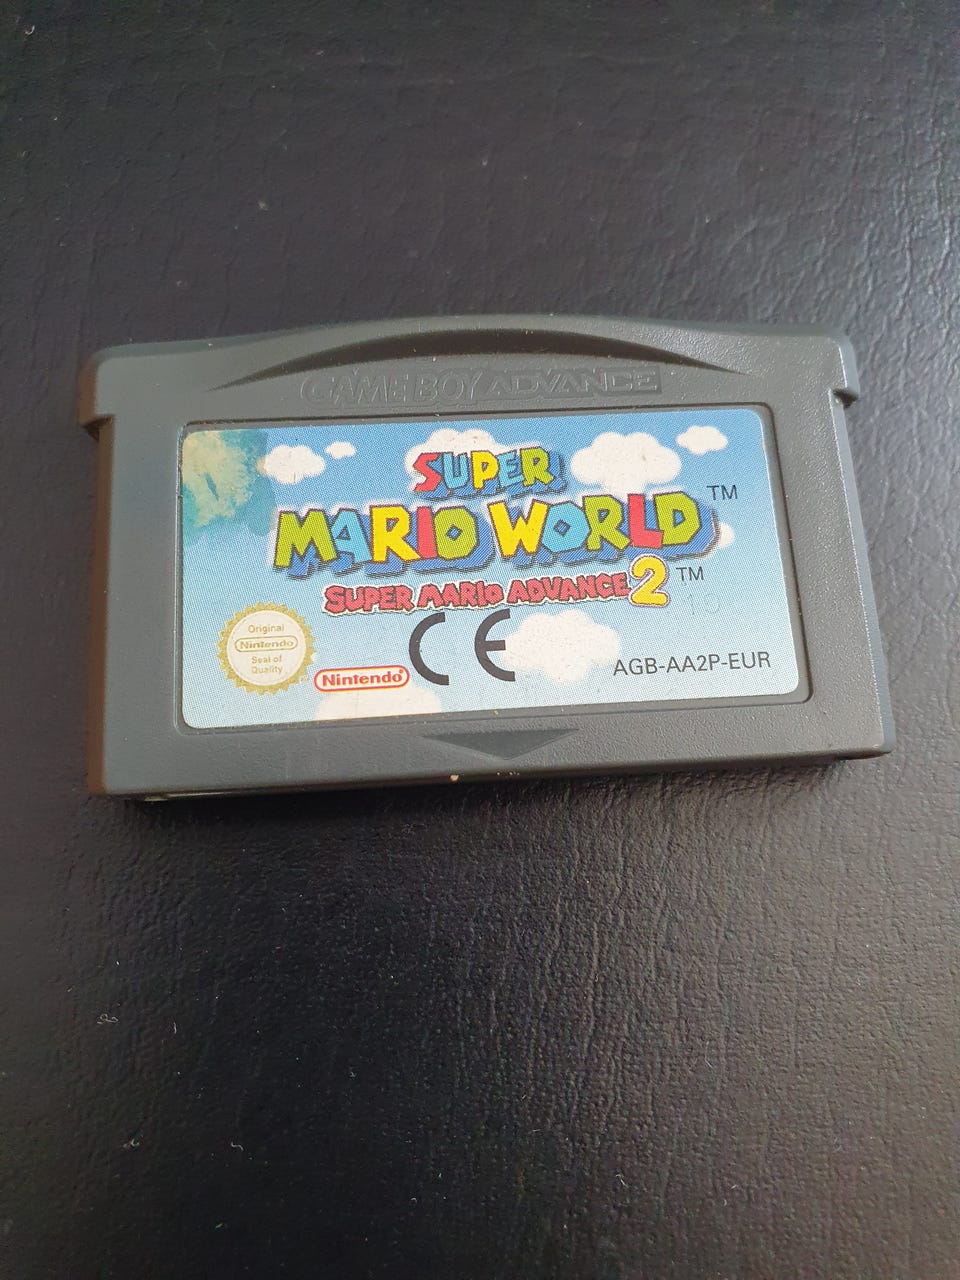 GAME BOY ADVANCE
SUPER
MARIO WORLD™
SUPER MARIO ADVANCE 2™
10
Original
Nintendo
Seal of
Quality
Nintendo®
CE
AGB-AA2P-EUR